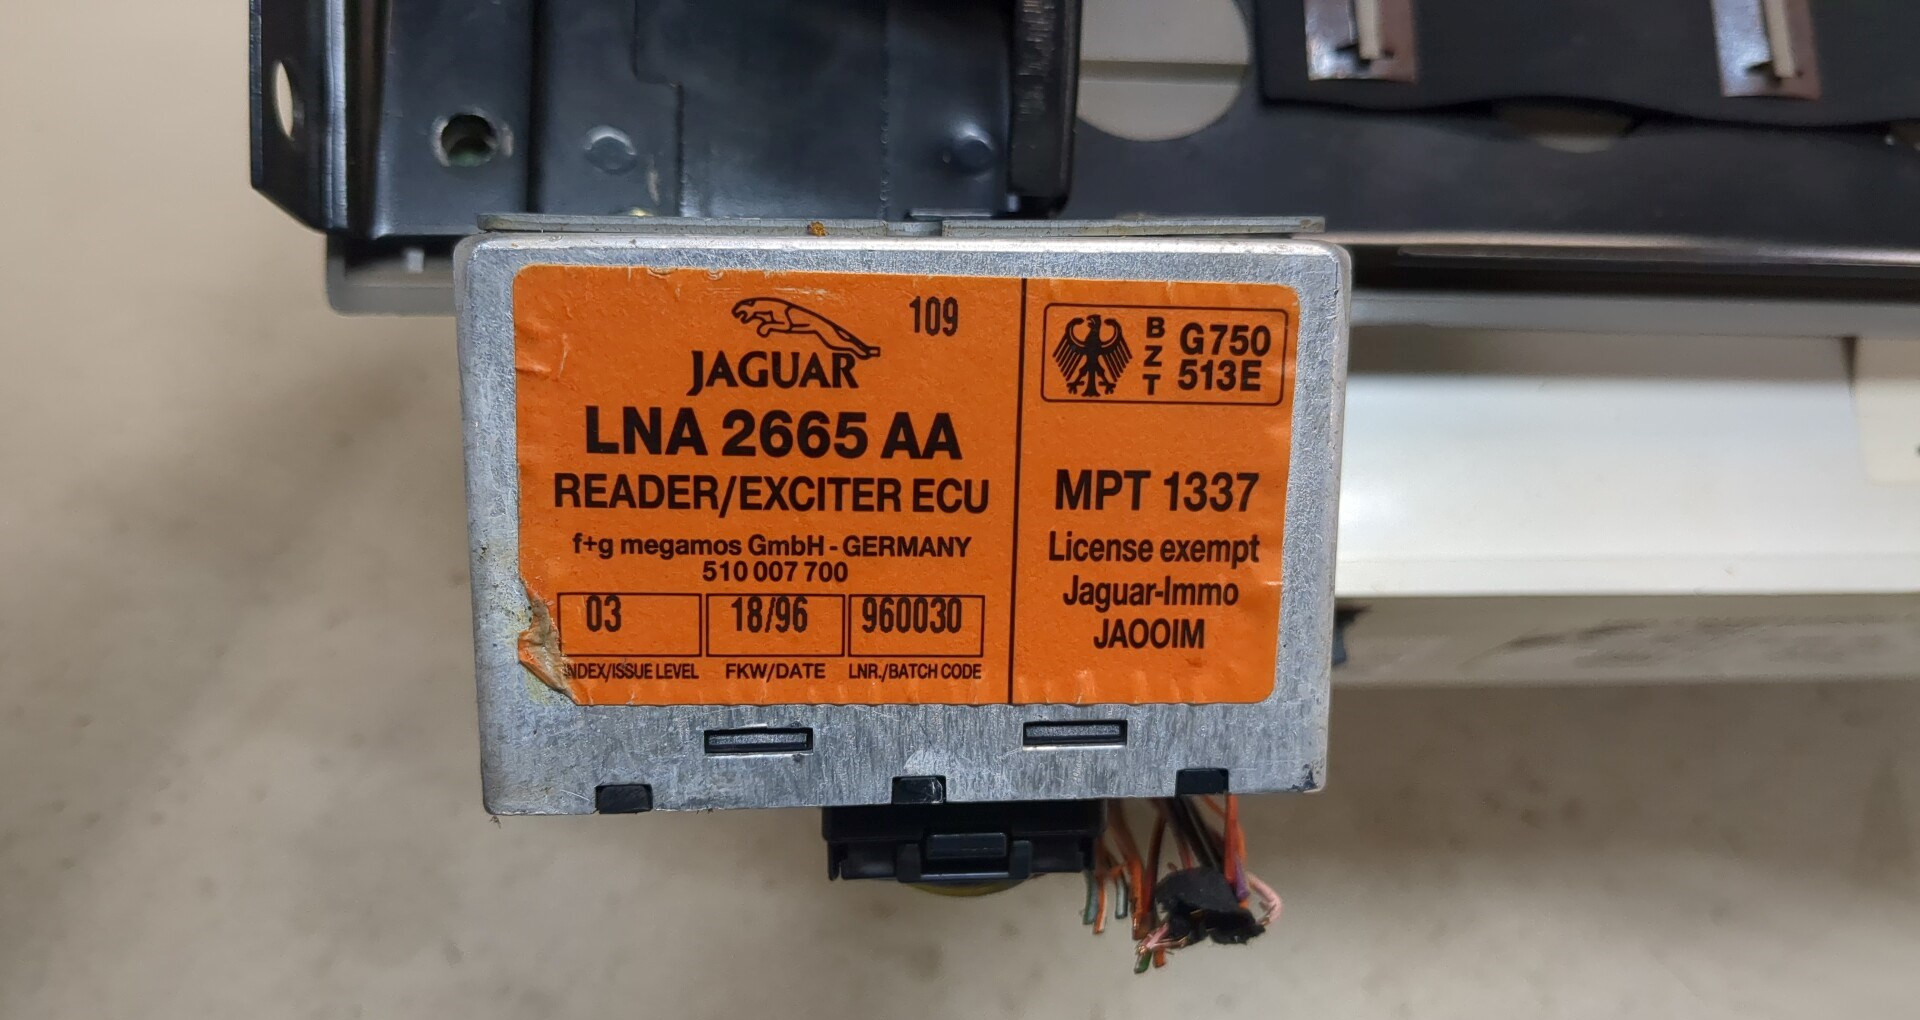 109
JAGUAR
LNA 2665 AA
READER/EXCITER ECU
f+g megamos GmbH - GERMANY
510 007 700
03
18/96
960030
INDEX/ISSUE LEVEL
FKW/DATE
LNR./BATCH CODE
BZT
G750
513E
MPT 1337
License exempt
Jaguar-Immo
JAOOIM